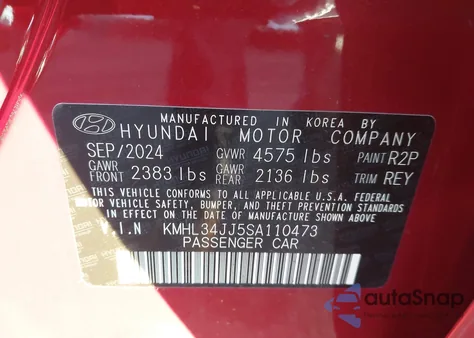 MANUFACTURED IN KOREA BY
HYUNDAI MOTOR COMPANY
SEP/2024 GVWR 4575 lbs PAINT R2P
GAWR FRONT 2383 lbs GAWR REAR 2136 lbs TRIM REY
THIS VEHICLE CONFORMS TO ALL APPLICABLE U.S.A. FEDERAL
MOTOR VEHICLE SAFETY, BUMPER, AND THEFT PREVENTION STANDARDS
IN EFFECT ON THE DATE OF MANUFACTURE SHOWN ABOVE.
V.I.N KMHL34JJ5SA110473
PASSENGER CAR
autoSnap